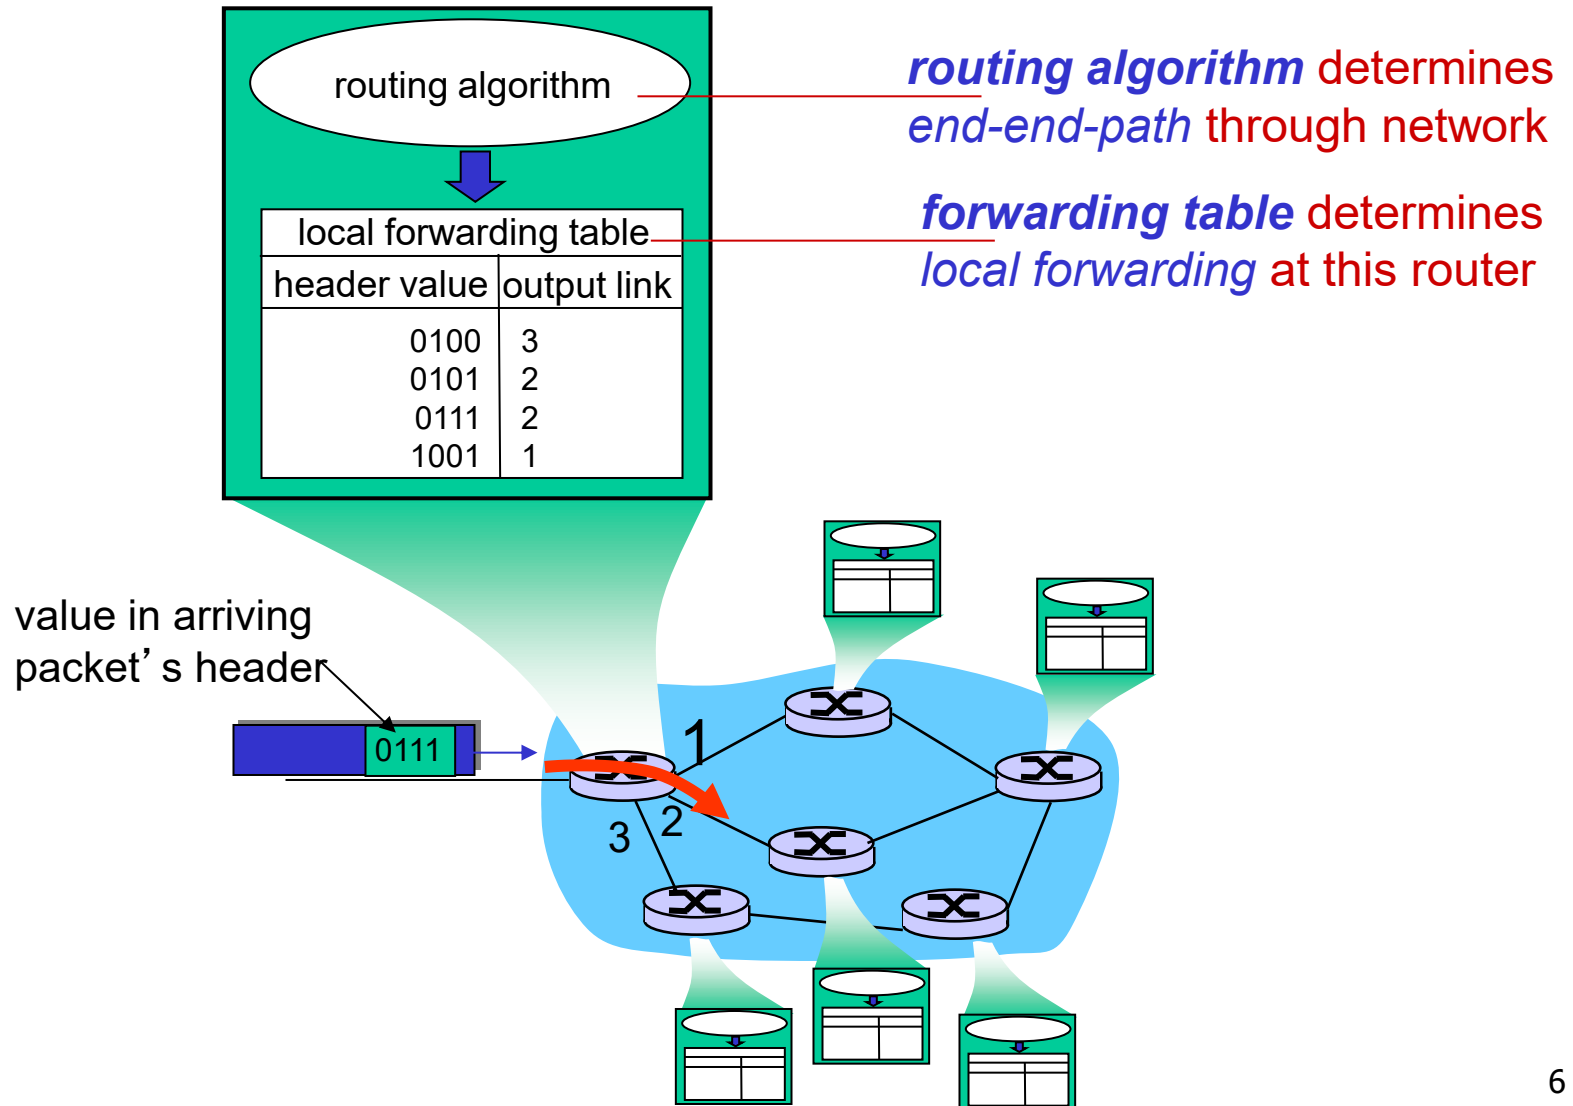 routing algorithm
routing algorithm determines
end-end-path through network
local forwarding table
forwarding table determines
local forwarding at this router
header value output link
0100 3
0101 2
0111 2
1001 1
value in arriving
packet’s header
0111
1
2
3
6